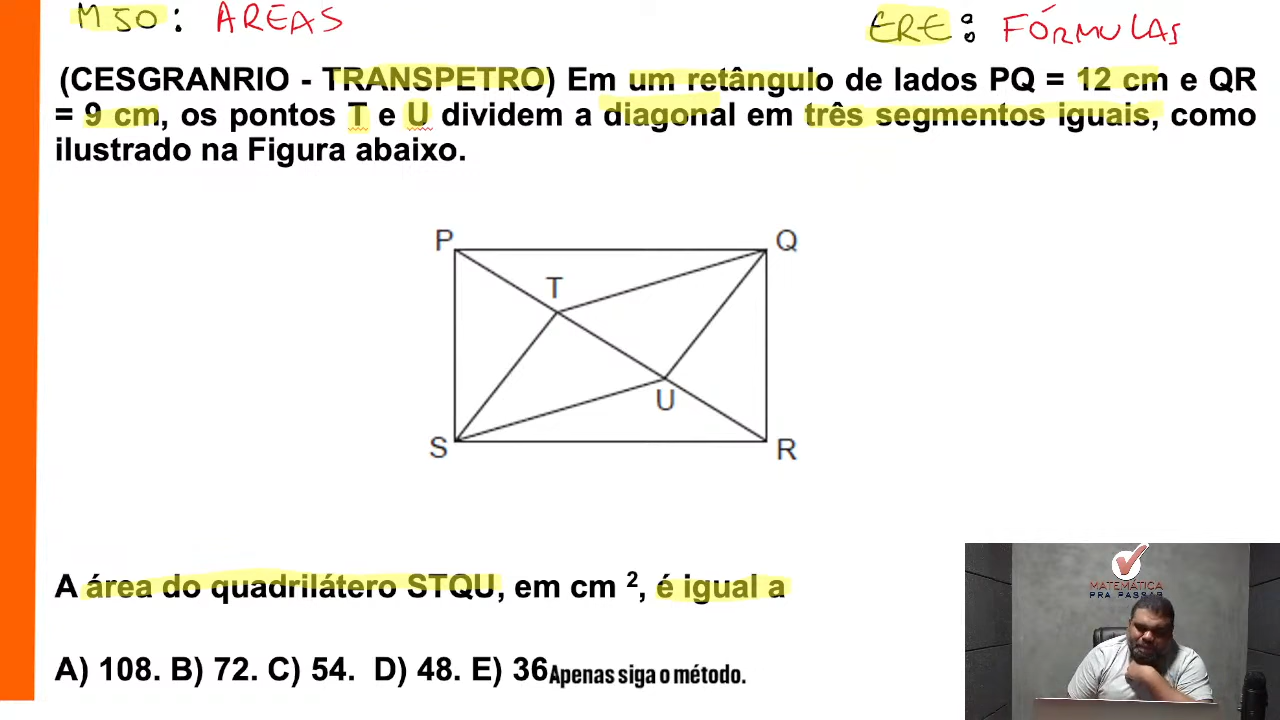 M50: ÁREAS
ERE: FÓRMULAS
(CESGRANRIO - TRANSPETRO) Em um retângulo de lados PQ = 12 cm e QR
= 9 cm, os pontos T e U dividem a diagonal em três segmentos iguais, como
ilustrado na Figura abaixo.
P
Q
T
U
S
R
A área do quadrilátero STQU, em cm ², é igual a
MATEMÁTICA
PRA PASSAR
A) 108. B) 72. C) 54. D) 48. E) 36
Apenas siga o método.